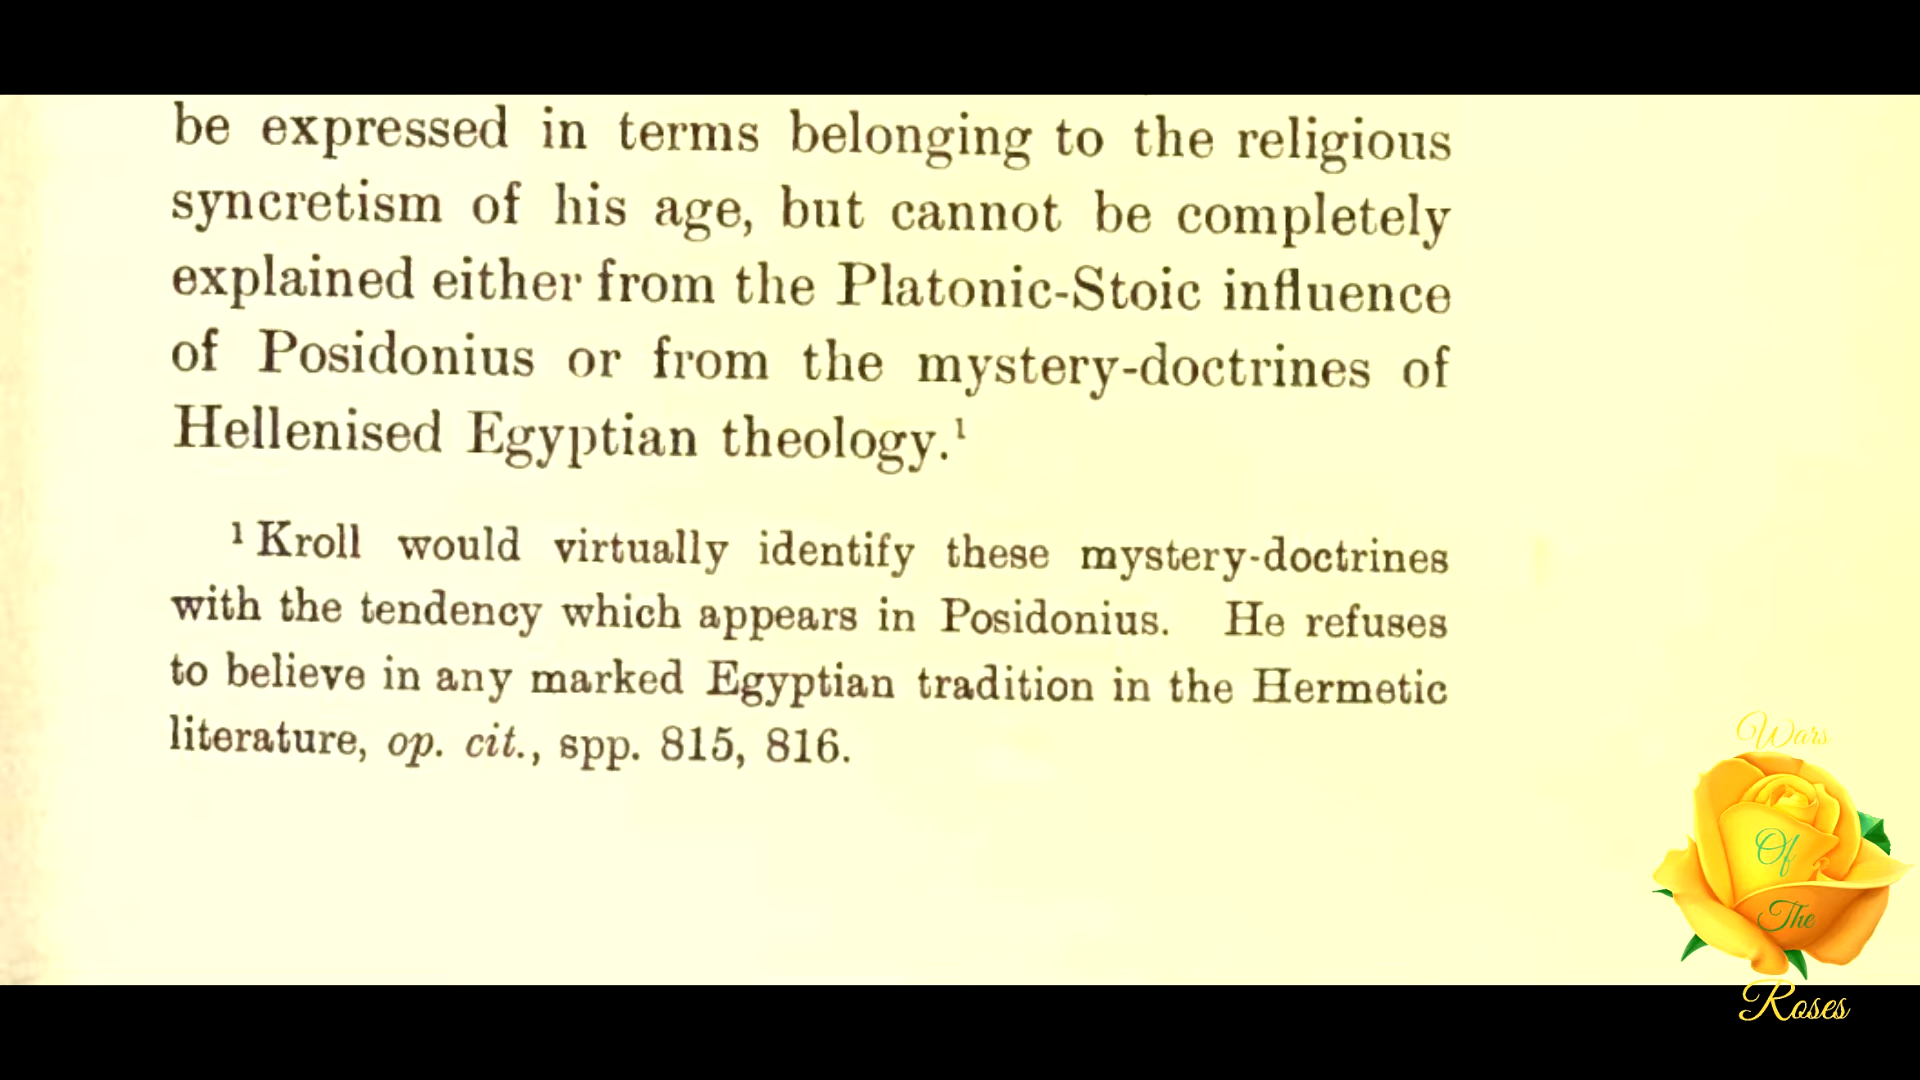 be expressed in terms belonging to the religious
syncretism of his age, but cannot be completely
explained either from the Platonic-Stoic influence
of Posidonius or from the mystery-doctrines of
Hellenised Egyptian theology.¹
¹ Kroll would virtually identify these mystery-doctrines
with the tendency which appears in Posidonius. He refuses
to believe in any marked Egyptian tradition in the Hermetic
literature, op. cit., spp. 815, 816.
Wars
Of
The
Roses